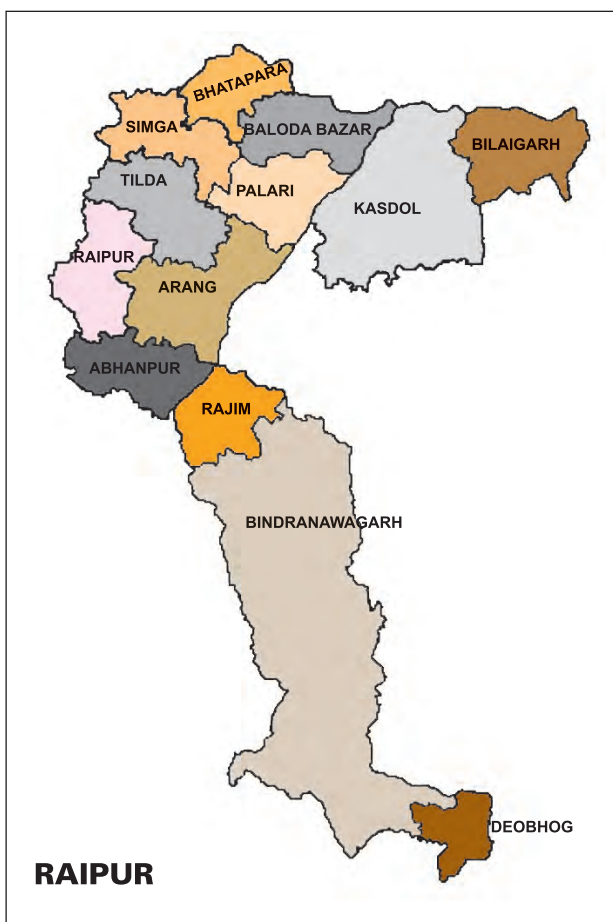 BHATAPARA
SIMGA
BALODA BAZAR
BILAIGARH
TILDA
PALARI
KASDOL
RAIPUR
ARANG
ABHANPUR
RAJIM
BINDRANAWAGARH
DEOBHOG
RAIPUR